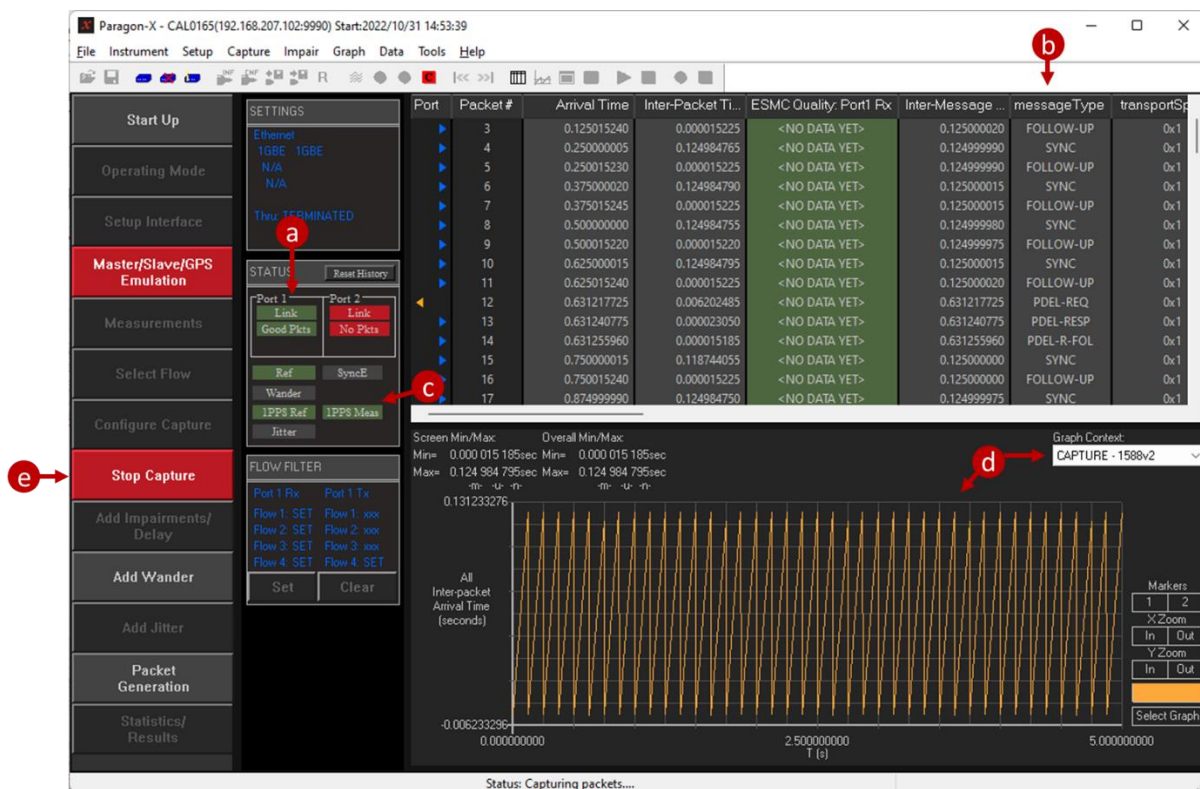 Paragon-X - CAL0165(192.168.207.102:9990) Start:2022/10/31 14:53:39
File Instrument Setup Capture Impair Graph Data Tools Help
b
R C
Start Up
Operating Mode
Setup Interface
Master/Slave/GPS
Emulation
Measurements
Select Flow
Configure Capture
e
Stop Capture
Add Impairments/
Delay
Add Wander
Add Jitter
Packet
Generation
Statistics/
Results
SETTINGS
Ethernet
1GBE 1GBE
N/A
N/A
Thru: TERMINATED
a
STATUS Reset History
Port 1 Port 2
Link Link
Good Pkts No Pkts
Ref SyncE
Wander
1PPS Ref 1PPS Meas
Jitter
c
FLOW FILTER
Port 1 Rx Port 1 Tx
Flow 1: SET Flow 1: xxx
Flow 2: SET Flow 2: xxx
Flow 3: SET Flow 3: xxx
Flow 4: SET Flow 4: SET
Set Clear
Port Packet # Arrival Time Inter-Packet Ti... ESMC Quality: Port1 Rx Inter-Message ... messageType transportSp
3 0.125015240 0.000015225 <NO DATA YET> 0.125000020 FOLLOW-UP 0x1
4 0.250000005 0.124984765 <NO DATA YET> 0.124999990 SYNC 0x1
5 0.250015230 0.000015225 <NO DATA YET> 0.124999990 FOLLOW-UP 0x1
6 0.375000020 0.124984790 <NO DATA YET> 0.125000015 SYNC 0x1
7 0.375015245 0.000015225 <NO DATA YET> 0.125000015 FOLLOW-UP 0x1
8 0.500000000 0.124984755 <NO DATA YET> 0.124999980 SYNC 0x1
9 0.500015220 0.000015220 <NO DATA YET> 0.124999975 FOLLOW-UP 0x1
10 0.625000015 0.124984795 <NO DATA YET> 0.125000015 SYNC 0x1
11 0.625015240 0.000015225 <NO DATA YET> 0.125000020 FOLLOW-UP 0x1
12 0.631217725 0.006202485 <NO DATA YET> 0.631217725 PDEL-REQ 0x1
13 0.631240775 0.000023050 <NO DATA YET> 0.631240775 PDEL-RESP 0x1
14 0.631255960 0.000015185 <NO DATA YET> 0.631255960 PDEL-R-FOL 0x1
15 0.750000015 0.118744055 <NO DATA YET> 0.125000000 SYNC 0x1
16 0.750015240 0.000015225 <NO DATA YET> 0.125000000 FOLLOW-UP 0x1
17 0.874999990 0.124984750 <NO DATA YET> 0.124999975 SYNC 0x1
Screen Min/Max: Overall Min/Max:
Min= 0.000 015 185sec Min= 0.000 015 185sec
Max= 0.124 984 795sec Max= 0.124 984 795sec
-m- -u- -n- -m- -u- -n-
d
Graph Context:
CAPTURE - 1588v2
0.131233276
All
Inter-packet
Arrival Time
(seconds)
-0.006233296
0.000000000 2.500000000 5.000000000
T (s)
Markers
1 2
X Zoom
In Out
Y Zoom
In Out
Select Graph
Status: Capturing packets....